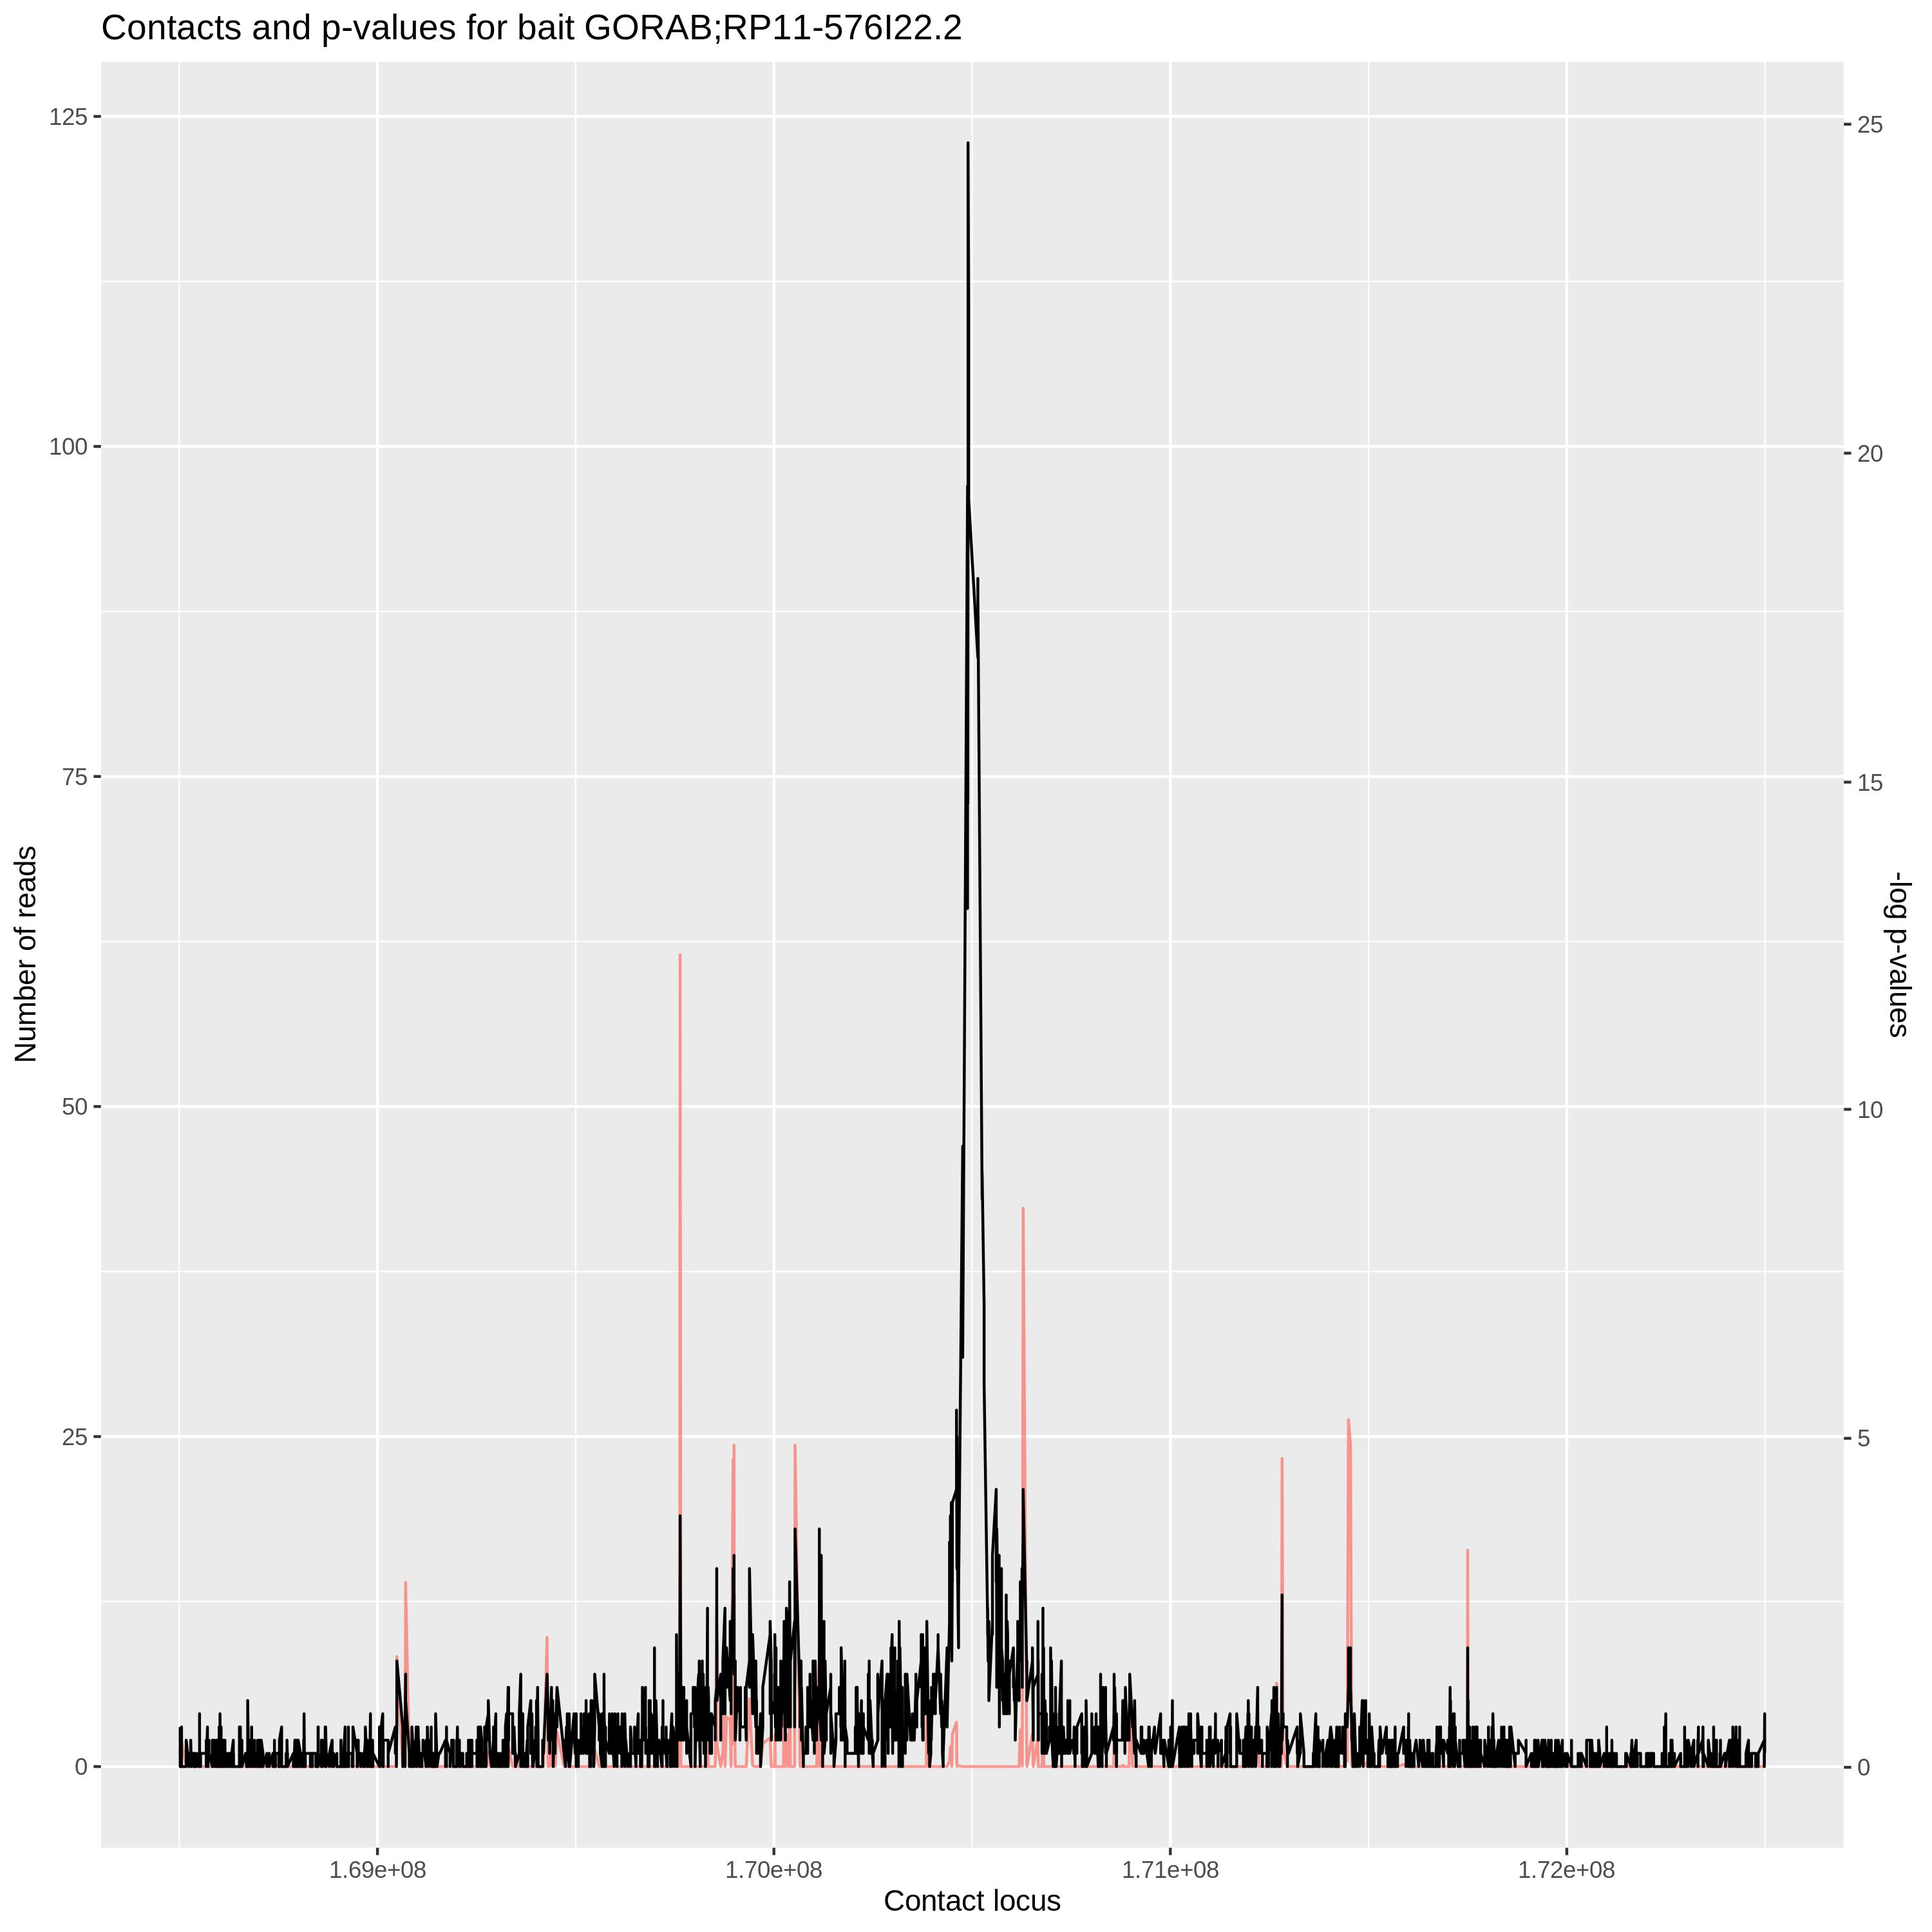 Contacts and p-values for bait GORAB;RP11-576I22.2
125
100
75
50
25
0
Number of reads
25
20
15
10
5
0
-log p-values
1.69e+08
1.70e+08
1.71e+08
1.72e+08
Contact locus